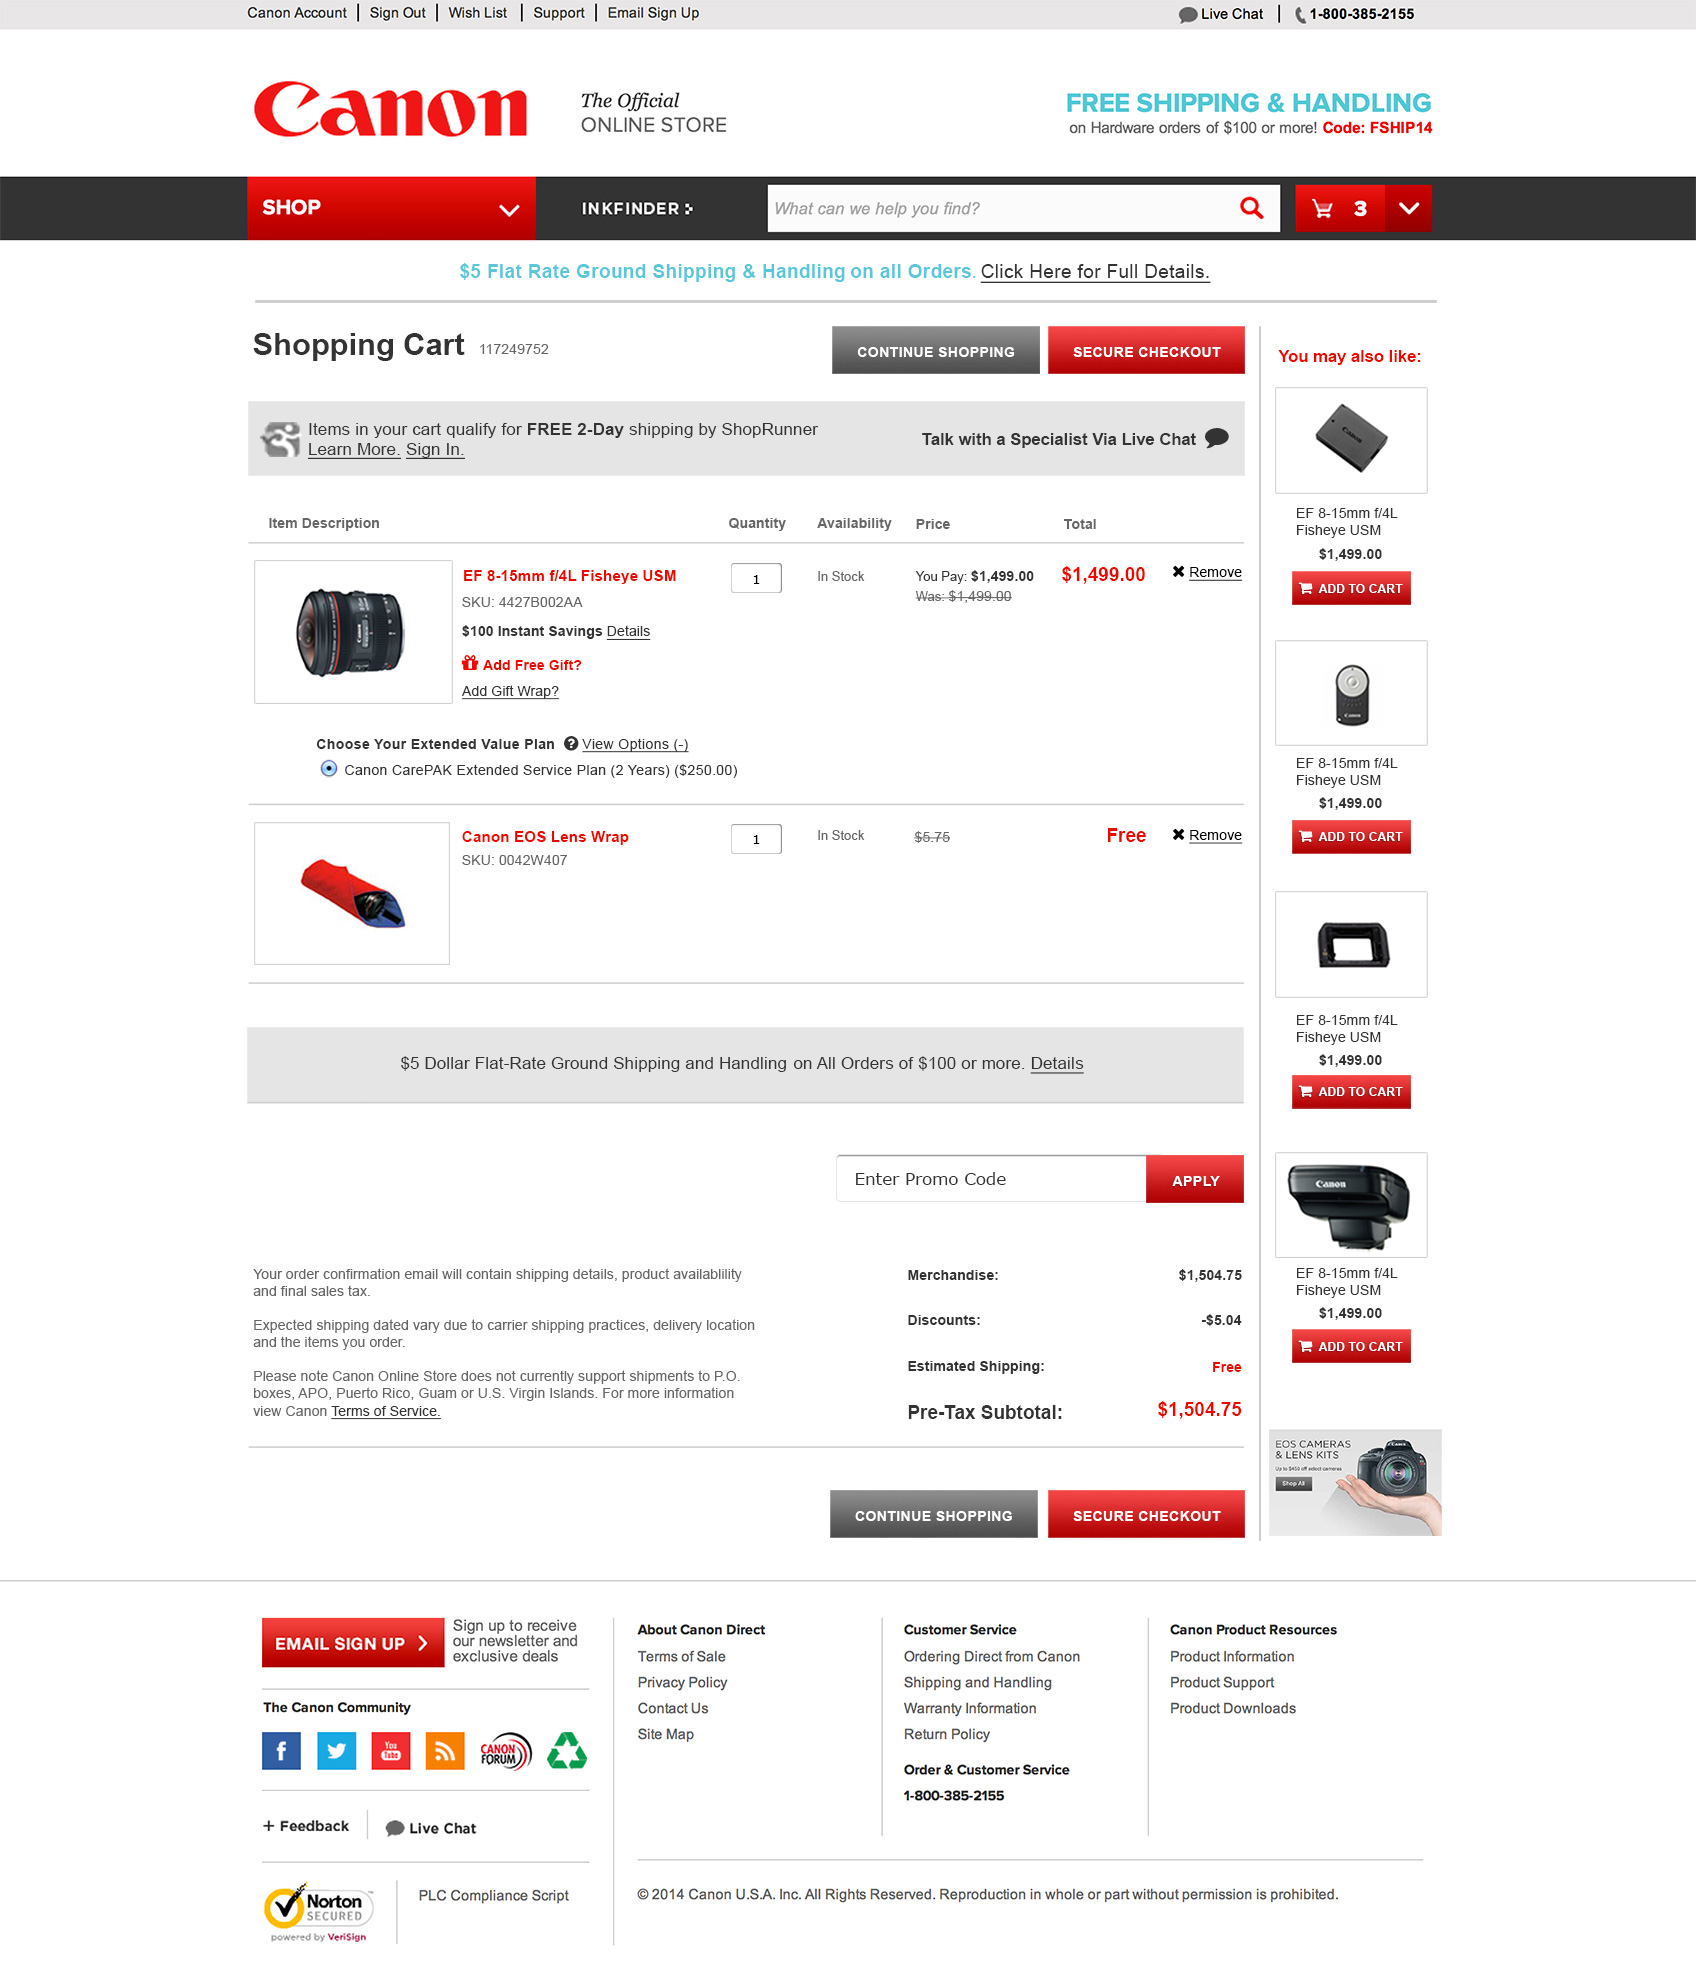 Canon Account | Sign Out | Wish List | Support | Email Sign Up
Live Chat | 1-800-385-2155
Canon
The Official
ONLINE STORE
FREE SHIPPING & HANDLING
on Hardware orders of $100 or more! Code: FSHIP14
SHOP
INKFINDER
What can we help you find?
3
$5 Flat Rate Ground Shipping & Handling on all Orders. Click Here for Full Details.
Shopping Cart 117249752
CONTINUE SHOPPING
SECURE CHECKOUT
Items in your cart qualify for FREE 2-Day shipping by ShopRunner
Learn More. Sign In.
Talk with a Specialist Via Live Chat
Item Description Quantity Availability Price Total
EF 8-15mm f/4L Fisheye USM
SKU: 4427B002AA
$100 Instant Savings Details
Add Free Gift?
Add Gift Wrap?
1
In Stock
You Pay: $1,499.00
Was: $1,499.00
$1,499.00
Remove
Choose Your Extended Value Plan ? View Options (-)
Canon CarePAK Extended Service Plan (2 Years) ($250.00)
Canon EOS Lens Wrap
SKU: 0042W407
1
In Stock
$5.75
Free
Remove
$5 Dollar Flat-Rate Ground Shipping and Handling on All Orders of $100 or more. Details
Enter Promo Code
APPLY
Your order confirmation email will contain shipping details, product availablility
and final sales tax.
Expected shipping dated vary due to carrier shipping practices, delivery location
and the items you order.
Please note Canon Online Store does not currently support shipments to P.O.
boxes, APO, Puerto Rico, Guam or U.S. Virgin Islands. For more information
view Canon Terms of Service.
Merchandise: $1,504.75
Discounts: -$5.04
Estimated Shipping: Free
Pre-Tax Subtotal: $1,504.75
CONTINUE SHOPPING
SECURE CHECKOUT
You may also like:
Canon
EF 8-15mm f/4L
Fisheye USM
$1,499.00
ADD TO CART
Canon
EF 8-15mm f/4L
Fisheye USM
$1,499.00
ADD TO CART
EF 8-15mm f/4L
Fisheye USM
$1,499.00
ADD TO CART
Canon
EF 8-15mm f/4L
Fisheye USM
$1,499.00
ADD TO CART
EOS CAMERAS
& LENS KITS
Up to $450 off select cameras
Shop All
Canon
EMAIL SIGN UP
Sign up to receive
our newsletter and
exclusive deals
The Canon Community
f
You
Tube
CANON
FORUM
+ Feedback
Live Chat
Norton
SECURED
powered by VeriSign
PLC Compliance Script
About Canon Direct
Terms of Sale
Privacy Policy
Contact Us
Site Map
Customer Service
Ordering Direct from Canon
Shipping and Handling
Warranty Information
Return Policy
Order & Customer Service
1-800-385-2155
Canon Product Resources
Product Information
Product Support
Product Downloads
© 2014 Canon U.S.A. Inc. All Rights Reserved. Reproduction in whole or part without permission is prohibited.